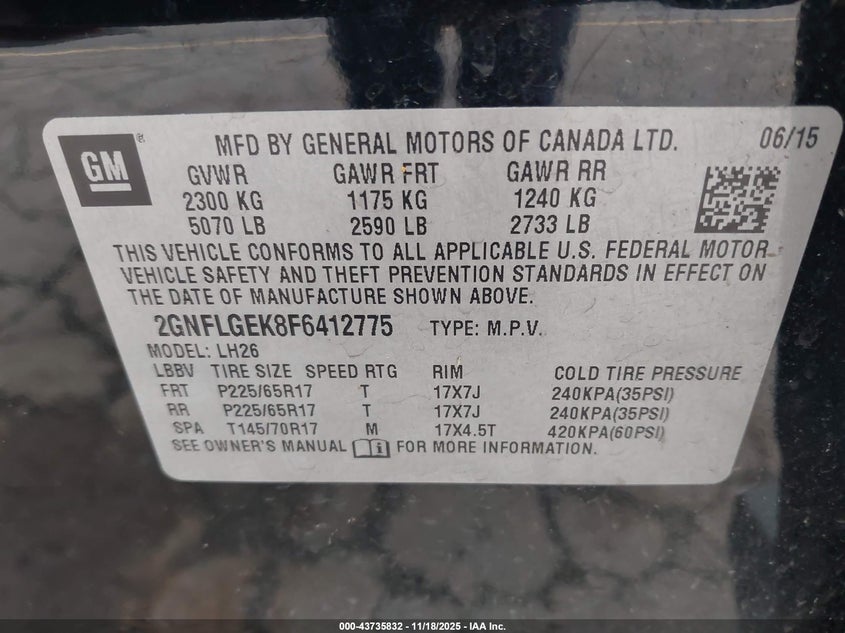 GM ®
MFD BY GENERAL MOTORS OF CANADA LTD. 06/15
GVWR GAWR FRT GAWR RR
2300 KG 1175 KG 1240 KG
5070 LB 2590 LB 2733 LB
THIS VEHICLE CONFORMS TO ALL APPLICABLE U.S. FEDERAL MOTOR
VEHICLE SAFETY AND THEFT PREVENTION STANDARDS IN EFFECT ON
THE DATE OF MANUFACTURE SHOWN ABOVE.
2GNFLGEK8F6412775 TYPE: M.P.V.
MODEL: LH26
LBBV TIRE SIZE SPEED RTG RIM COLD TIRE PRESSURE
FRT P225/65R17 T 17X7J 240KPA(35PSI)
RR P225/65R17 T 17X7J 240KPA(35PSI)
SPA T145/70R17 M 17X4.5T 420KPA(60PSI)
SEE OWNER'S MANUAL i FOR MORE INFORMATION.
000-43735832 - 11/18/2025 - IAA Inc.